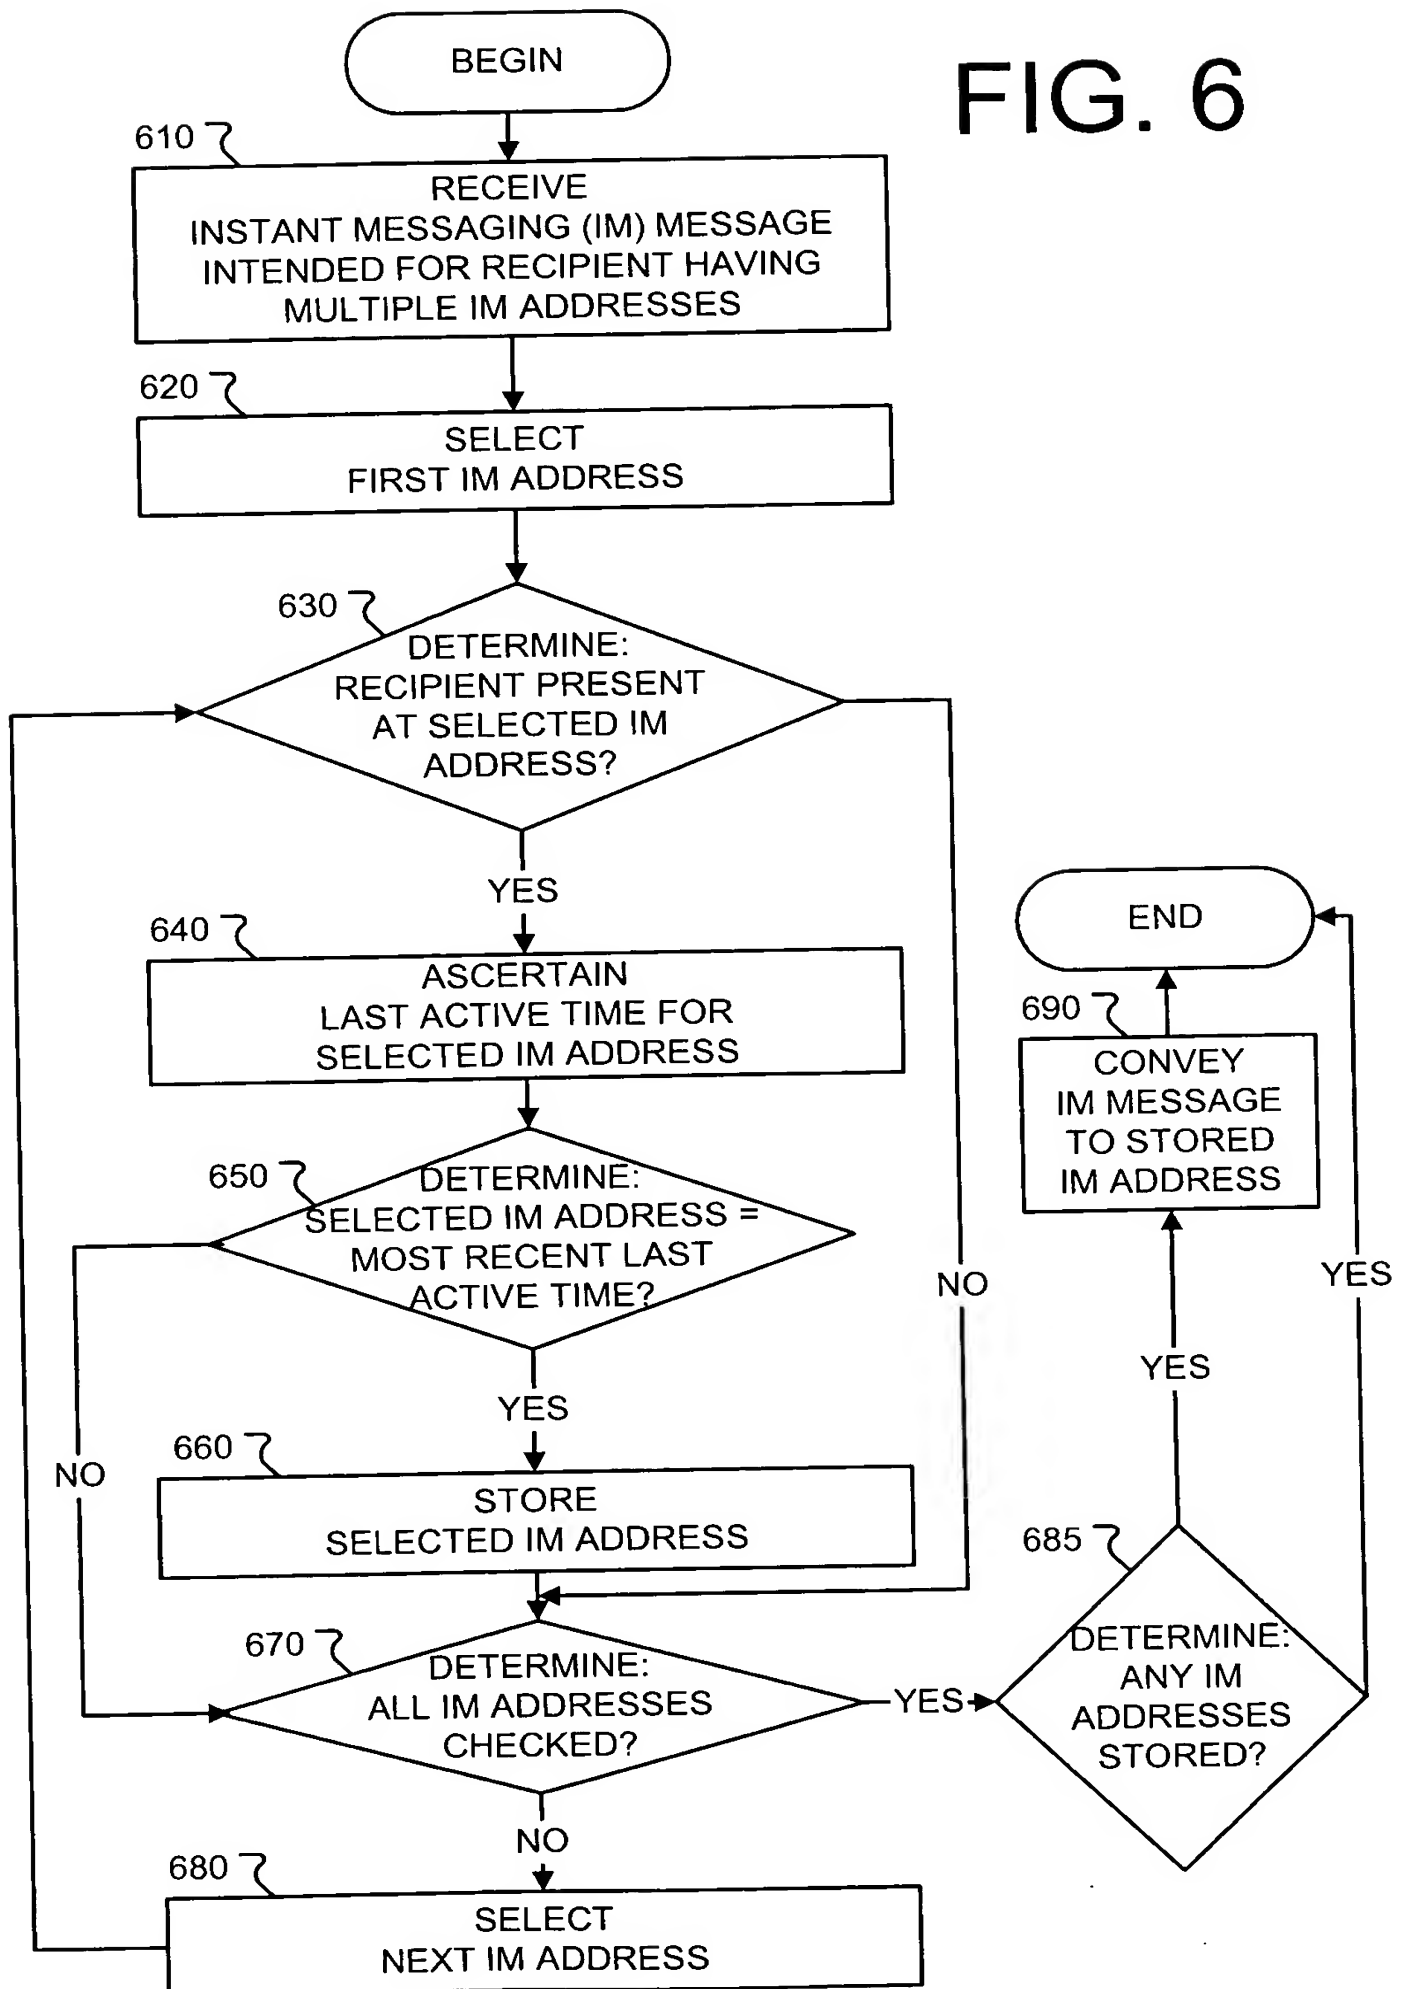 BEGIN
FIG. 6
610
RECEIVE
INSTANT MESSAGING (IM) MESSAGE
INTENDED FOR RECIPIENT HAVING
MULTIPLE IM ADDRESSES
620
SELECT
FIRST IM ADDRESS
630
DETERMINE:
RECIPIENT PRESENT
AT SELECTED IM
ADDRESS?
YES
640
ASCERTAIN
LAST ACTIVE TIME FOR
SELECTED IM ADDRESS
650
DETERMINE:
SELECTED IM ADDRESS =
MOST RECENT LAST
ACTIVE TIME?
NO
YES
NO
660
STORE
SELECTED IM ADDRESS
670
DETERMINE:
ALL IM ADDRESSES
CHECKED?
YES
NO
680
SELECT
NEXT IM ADDRESS
685
DETERMINE:
ANY IM
ADDRESSES
STORED?
YES
YES
690
CONVEY
IM MESSAGE
TO STORED
IM ADDRESS
END